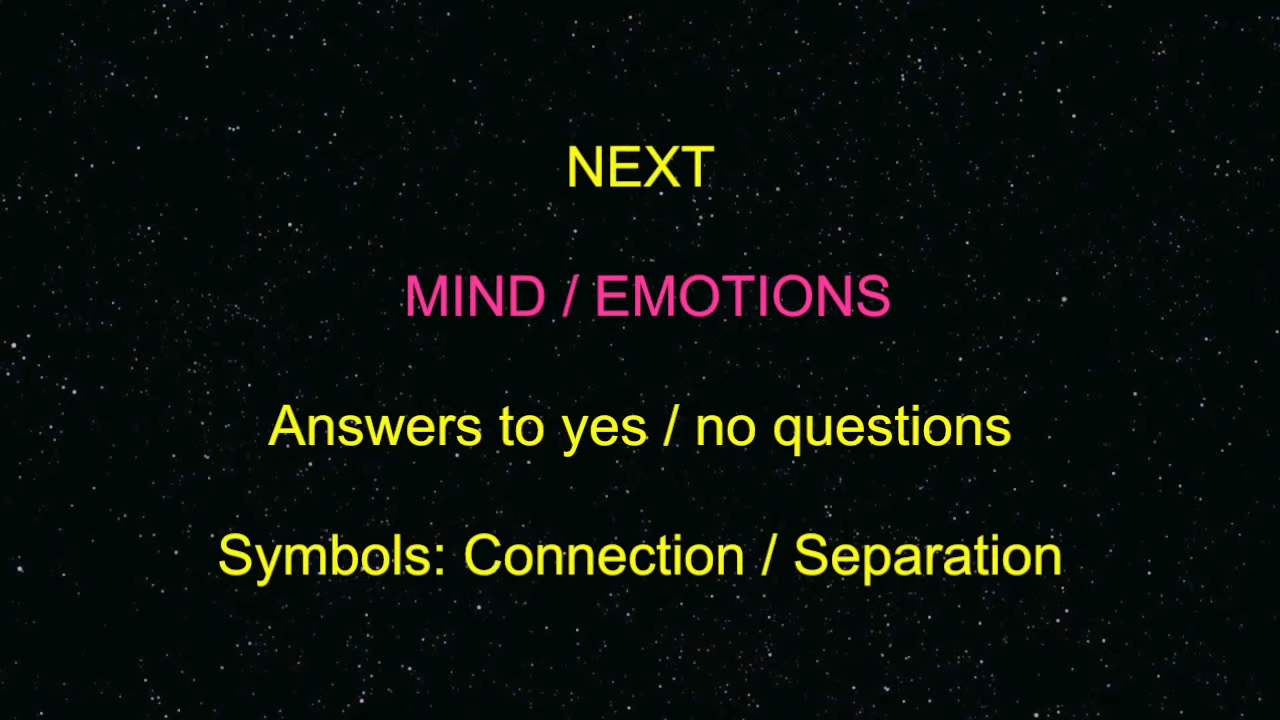 NEXT
MIND / EMOTIONS
Answers to yes / no questions
Symbols: Connection / Separation